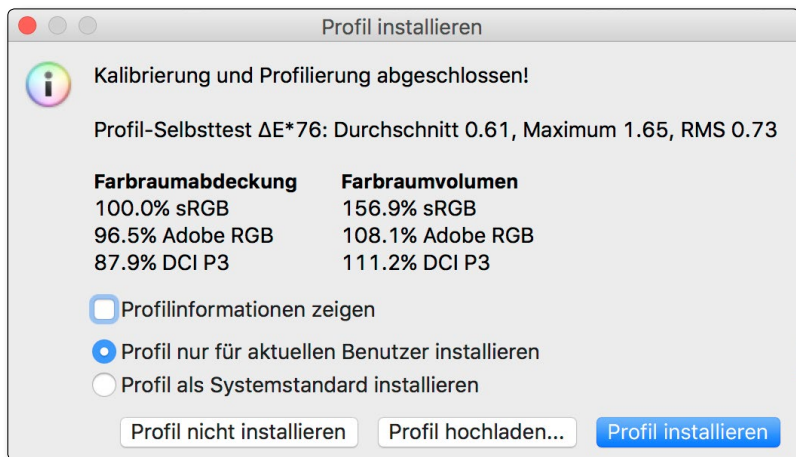 Profil installieren
Kalibrierung und Profilierung abgeschlossen!
Profil-Selbsttest ΔE*76: Durchschnitt 0.61, Maximum 1.65, RMS 0.73
Farbraumabdeckung Farbraumvolumen
100.0% sRGB 156.9% sRGB
96.5% Adobe RGB 108.1% Adobe RGB
87.9% DCI P3 111.2% DCI P3
Profilinformationen zeigen
Profil nur für aktuellen Benutzer installieren
Profil als Systemstandard installieren
Profil nicht installieren Profil hochladen... Profil installieren